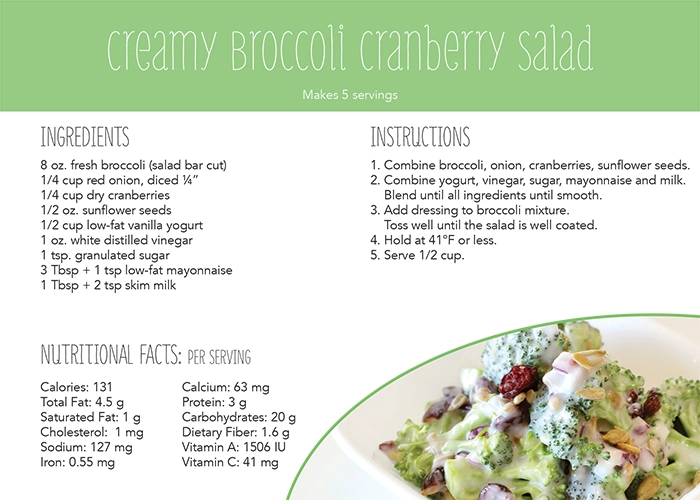 Creamy Broccoli Cranberry Salad
Makes 5 servings
INGREDIENTS
8 oz. fresh broccoli (salad bar cut)
1/4 cup red onion, diced ¼”
1/4 cup dry cranberries
1/2 oz. sunflower seeds
1/2 cup low-fat vanilla yogurt
1 oz. white distilled vinegar
1 tsp. granulated sugar
3 Tbsp + 1 tsp low-fat mayonnaise
1 Tbsp + 2 tsp skim milk
INSTRUCTIONS
1. Combine broccoli, onion, cranberries, sunflower seeds.
2. Combine yogurt, vinegar, sugar, mayonnaise and milk.
Blend until all ingredients until smooth.
3. Add dressing to broccoli mixture.
Toss well until the salad is well coated.
4. Hold at 41°F or less.
5. Serve 1/2 cup.
NUTRITIONAL FACTS: PER SERVING
Calories: 131
Total Fat: 4.5 g
Saturated Fat: 1 g
Cholesterol: 1 mg
Sodium: 127 mg
Iron: 0.55 mg
Calcium: 63 mg
Protein: 3 g
Carbohydrates: 20 g
Dietary Fiber: 1.6 g
Vitamin A: 1506 IU
Vitamin C: 41 mg